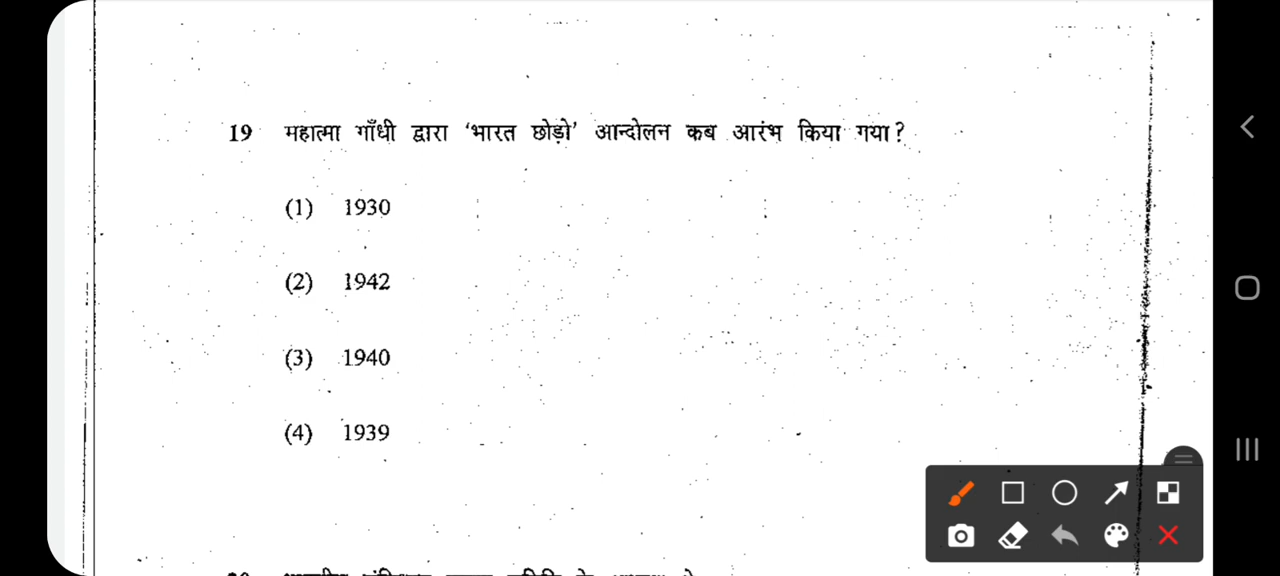 19 महात्मा गाँधी द्वारा 'भारत छोड़ो' आन्दोलन कब आरंभ किया गया?
(1) 1930
(2) 1942
(3) 1940
(4) 1939